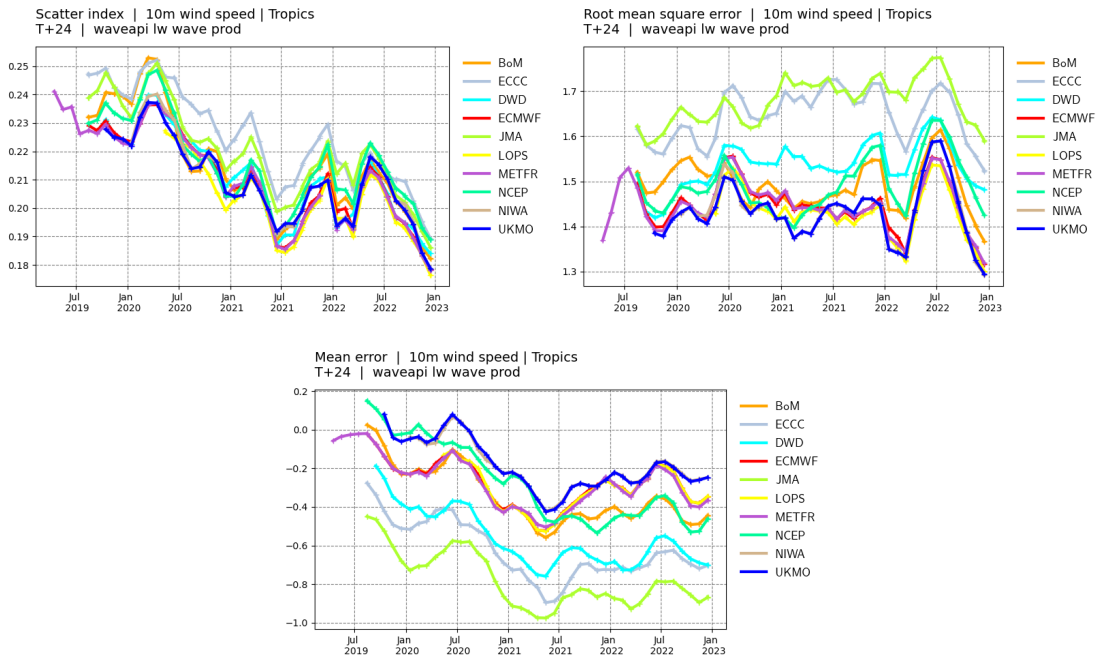 Scatter index | 10m wind speed | Tropics
T+24 | waveapi lw wave prod
0.25
0.24
0.23
0.22
0.21
0.20
0.19
0.18
Jul
2019
Jan
2020
Jul
2020
Jan
2021
Jul
2021
Jan
2022
Jul
2022
Jan
2023
BoM
ECCC
DWD
ECMWF
JMA
LOPS
METFR
NCEP
NIWA
UKMO
Root mean square error | 10m wind speed | Tropics
T+24 | waveapi lw wave prod
1.7
1.6
1.5
1.4
1.3
Jul
2019
Jan
2020
Jul
2020
Jan
2021
Jul
2021
Jan
2022
Jul
2022
Jan
2023
BoM
ECCC
DWD
ECMWF
JMA
LOPS
METFR
NCEP
NIWA
UKMO
Mean error | 10m wind speed | Tropics
T+24 | waveapi lw wave prod
0.2
0.0
−0.2
−0.4
−0.6
−0.8
−1.0
Jul
2019
Jan
2020
Jul
2020
Jan
2021
Jul
2021
Jan
2022
Jul
2022
Jan
2023
BoM
ECCC
DWD
ECMWF
JMA
LOPS
METFR
NCEP
NIWA
UKMO